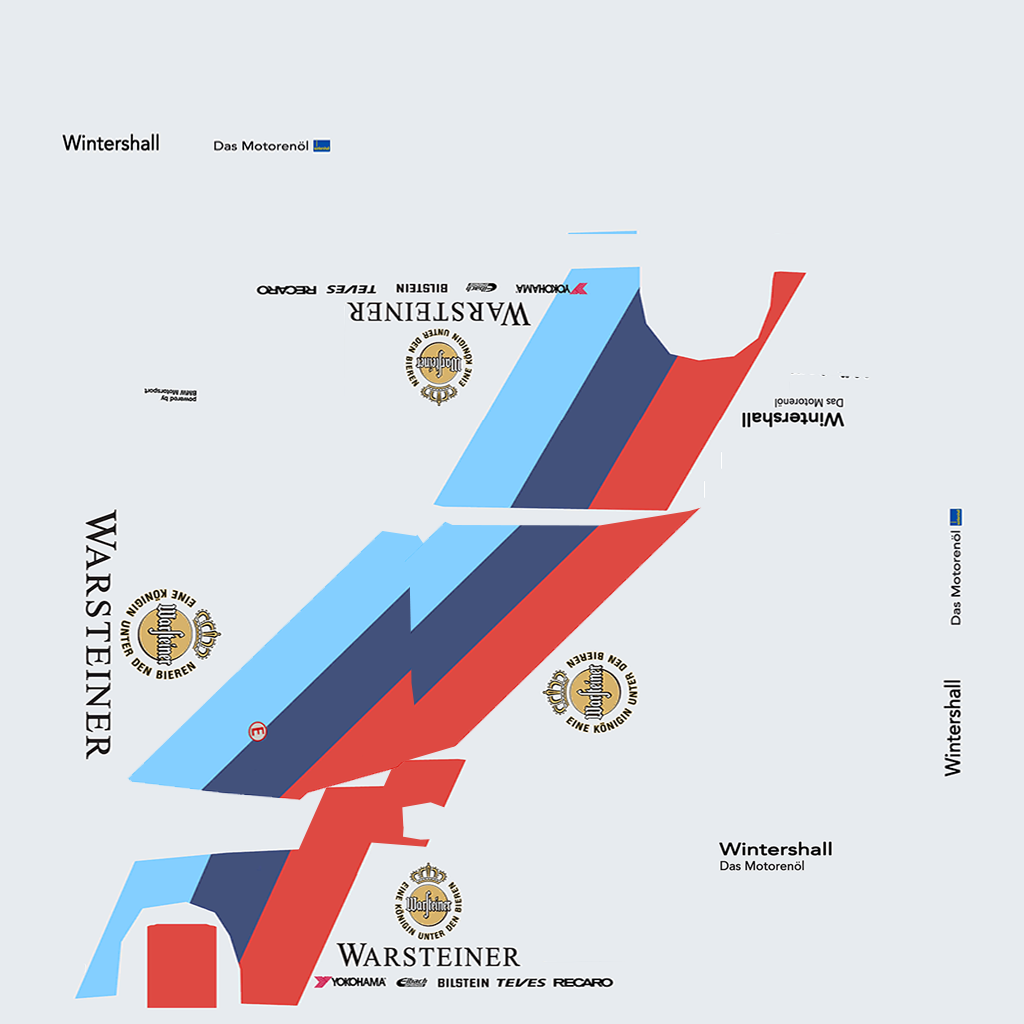 Wintershall
Das Motorenöl
YOKOHAMA Eibach BILSTEIN TEVES RECARO
WARSTEINER
Warsteiner
EINE KÖNIGIN UNTER DEN BIEREN
powered by
BMW Motorsport
Das Motorenöl
Wintershall
WARSTEINER
Warsteiner
EINE KÖNIGIN UNTER DEN BIEREN
E
Warsteiner
EINE KÖNIGIN UNTER DEN BIEREN
Das Motorenöl
Wintershall
Wintershall
Das Motorenöl
Warsteiner
EINE KÖNIGIN UNTER DEN BIEREN
WARSTEINER
YOKOHAMA Eibach BILSTEIN TEVES RECARO